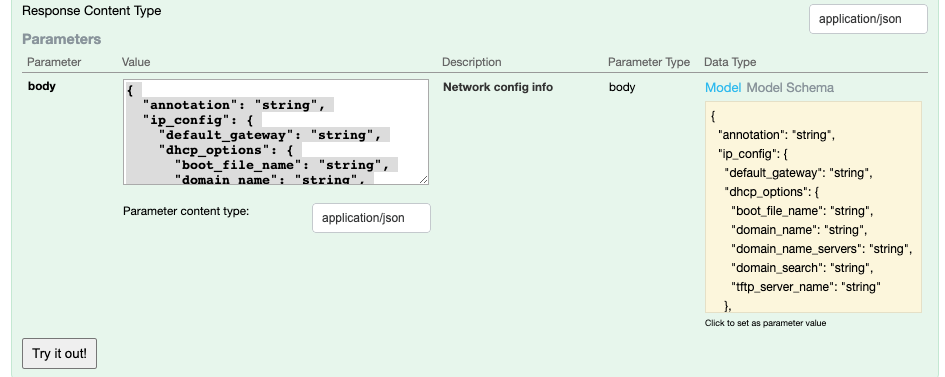 Response Content Type
application/json
Parameters
Parameter Value Description Parameter Type Data Type
body
{
"annotation": "string",
"ip_config": {
"default_gateway": "string",
"dhcp_options": {
"boot_file_name": "string",
"domain_name": "string",
Network config info
body
Model Model Schema
{
"annotation": "string",
"ip_config": {
"default_gateway": "string",
"dhcp_options": {
"boot_file_name": "string",
"domain_name": "string",
"domain_name_servers": "string",
"domain_search": "string",
"tftp_server_name": "string"
},
Parameter content type:
application/json
Click to set as parameter value
Try it out!